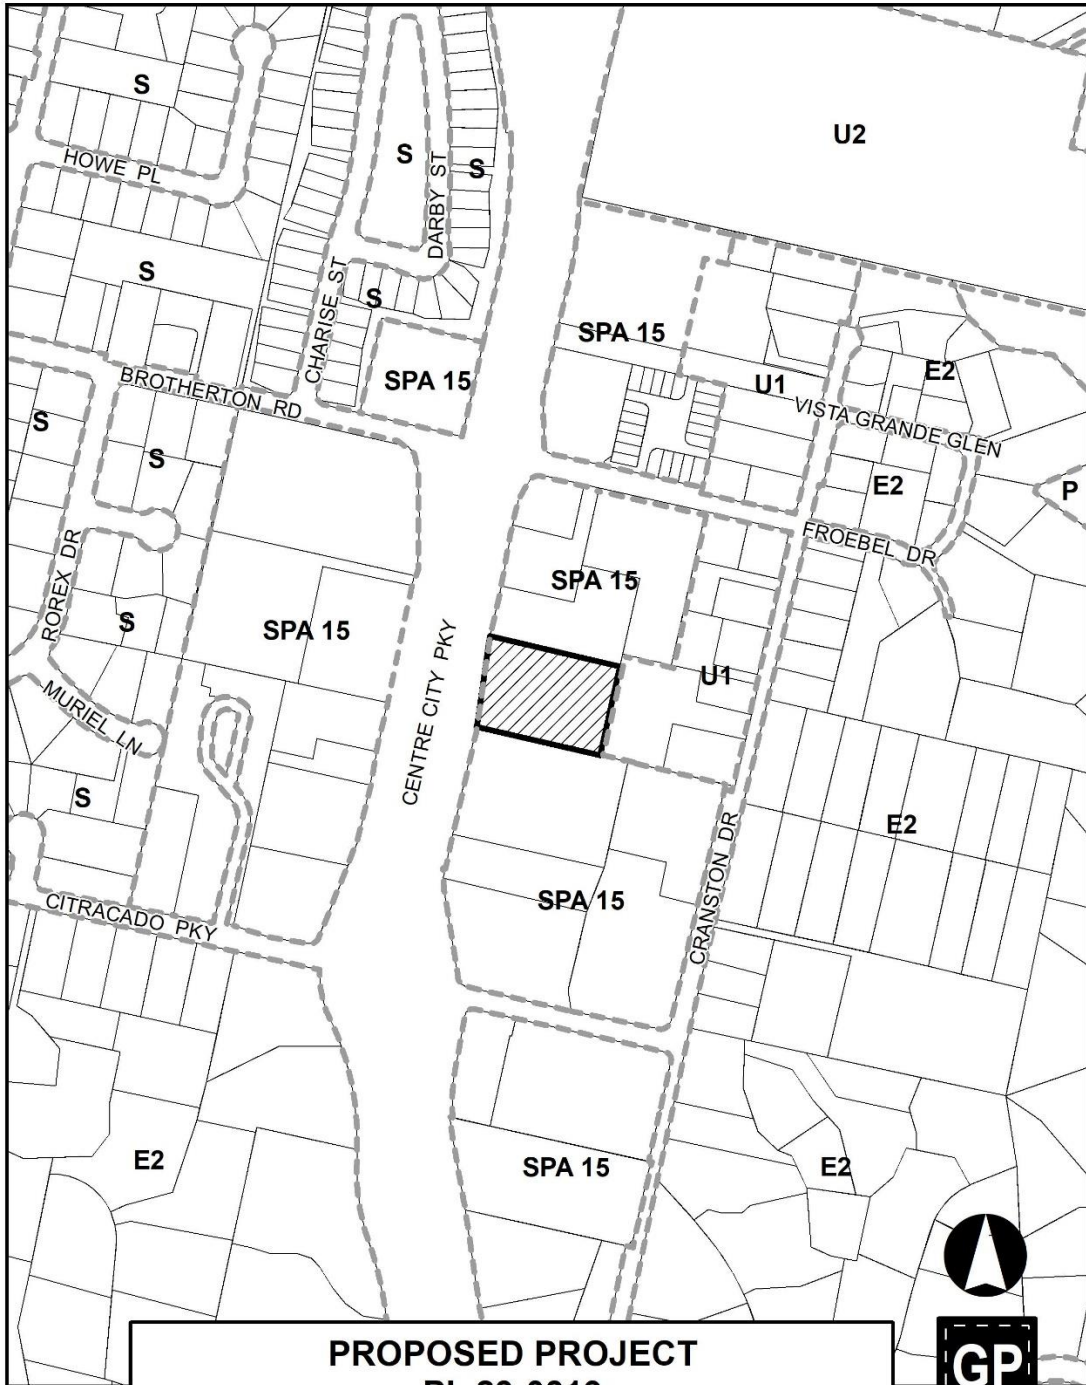 S
U2
S
HOWE PL
S
DARBY ST
S
S
CHARISE ST
SPA 15
SPA 15
BROTHERTON RD
U1
E2
VISTA GRANDE GLEN
S
S
E2
P
FROEBEL DR
ROREX DR
SPA 15
S
SPA 15
CENTRE CITY PKY
U1
MURIEL LN
S
E2
CRANSTON DR
SPA 15
CITRACADO PKY
E2
SPA 15
E2
PROPOSED PROJECT
GP